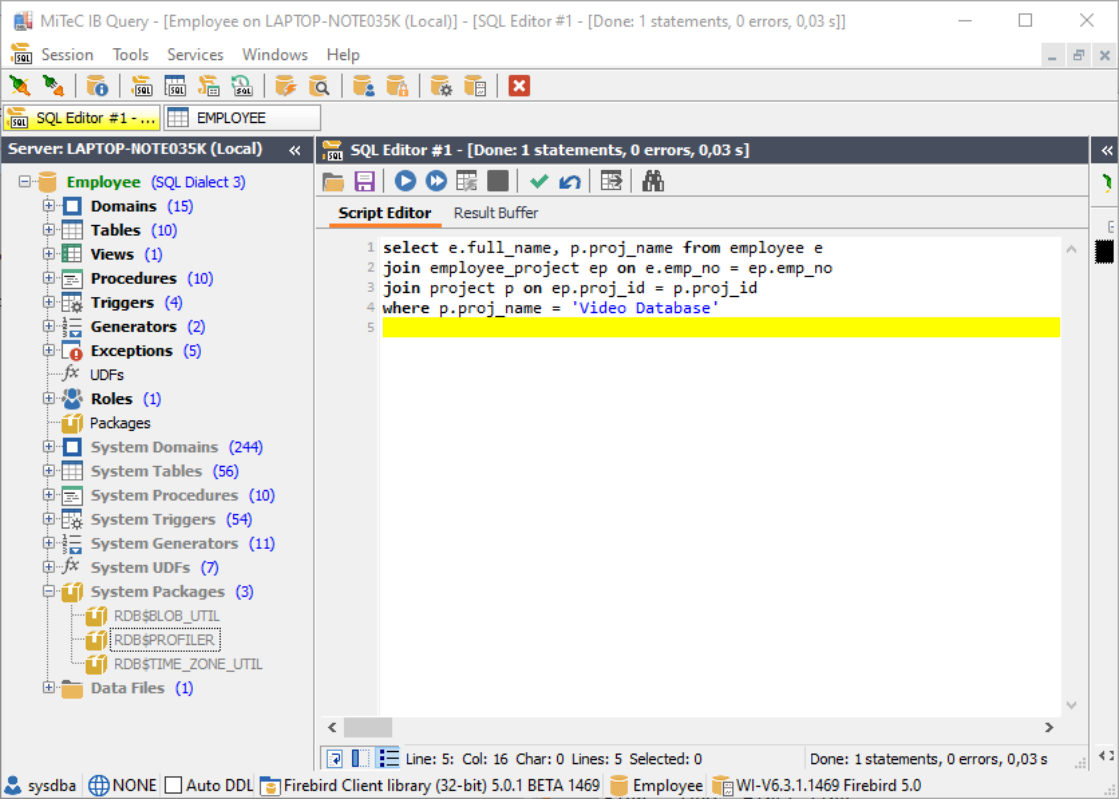 MiTeC IB Query - [Employee on LAPTOP-NOTE035K (Local)] - [SQL Editor #1 - [Done: 1 statements, 0 errors, 0,03 s]]
Session Tools Services Windows Help
SQL Editor #1 - ... EMPLOYEE
Server: LAPTOP-NOTE035K (Local)
Employee (SQL Dialect 3)
Domains (15)
Tables (10)
Views (1)
Procedures (10)
Triggers (4)
Generators (2)
Exceptions (5)
UDFs
Roles (1)
Packages
System Domains (244)
System Tables (56)
System Procedures (10)
System Triggers (54)
System Generators (11)
System UDFs (7)
System Packages (3)
RDB$BLOB_UTIL
RDB$PROFILER
RDB$TIME_ZONE_UTIL
Data Files (1)
SQL Editor #1 - [Done: 1 statements, 0 errors, 0,03 s]
Script Editor Result Buffer
1 select e.full_name, p.proj_name from employee e
2 join employee_project ep on e.emp_no = ep.emp_no
3 join project p on ep.proj_id = p.proj_id
4 where p.proj_name = 'Video Database'
5
Line: 5: Col: 16 Char: 0 Lines: 5 Selected: 0 Done: 1 statements, 0 errors, 0,03 s
sysdba NONE Auto DDL Firebird Client library (32-bit) 5.0.1 BETA 1469 Employee WI-V6.3.1.1469 Firebird 5.0